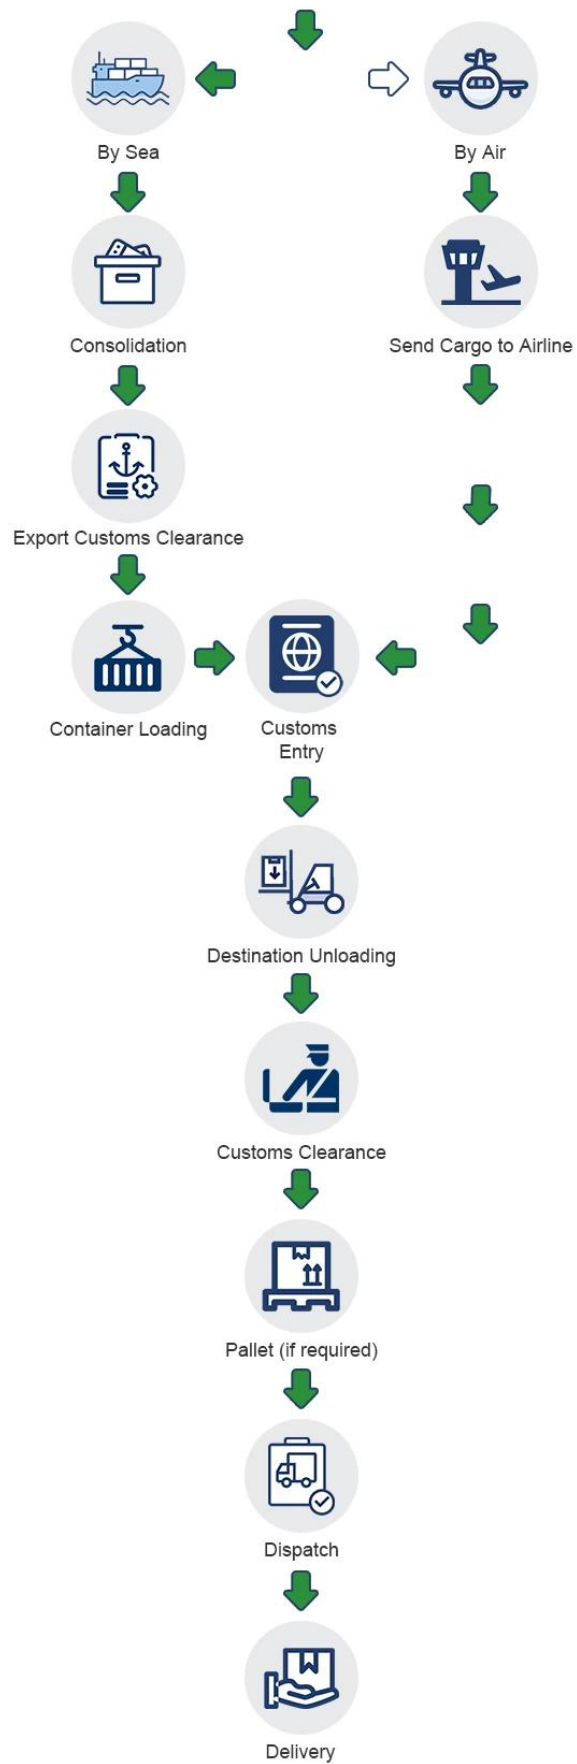 By Sea
By Air
Consolidation
Send Cargo to Airline
Export Customs Clearance
Container Loading
Customs
Entry
Destination Unloading
Customs Clearance
Pallet (if required)
Dispatch
Delivery